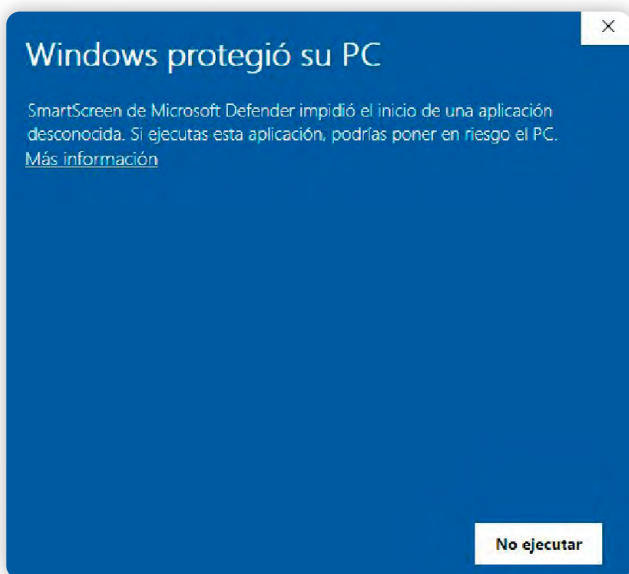 Windows protegió su PC
SmartScreen de Microsoft Defender impidió el inicio de una aplicación
desconocida. Si ejecutas esta aplicación, podrías poner en riesgo el PC.
Más información
No ejecutar